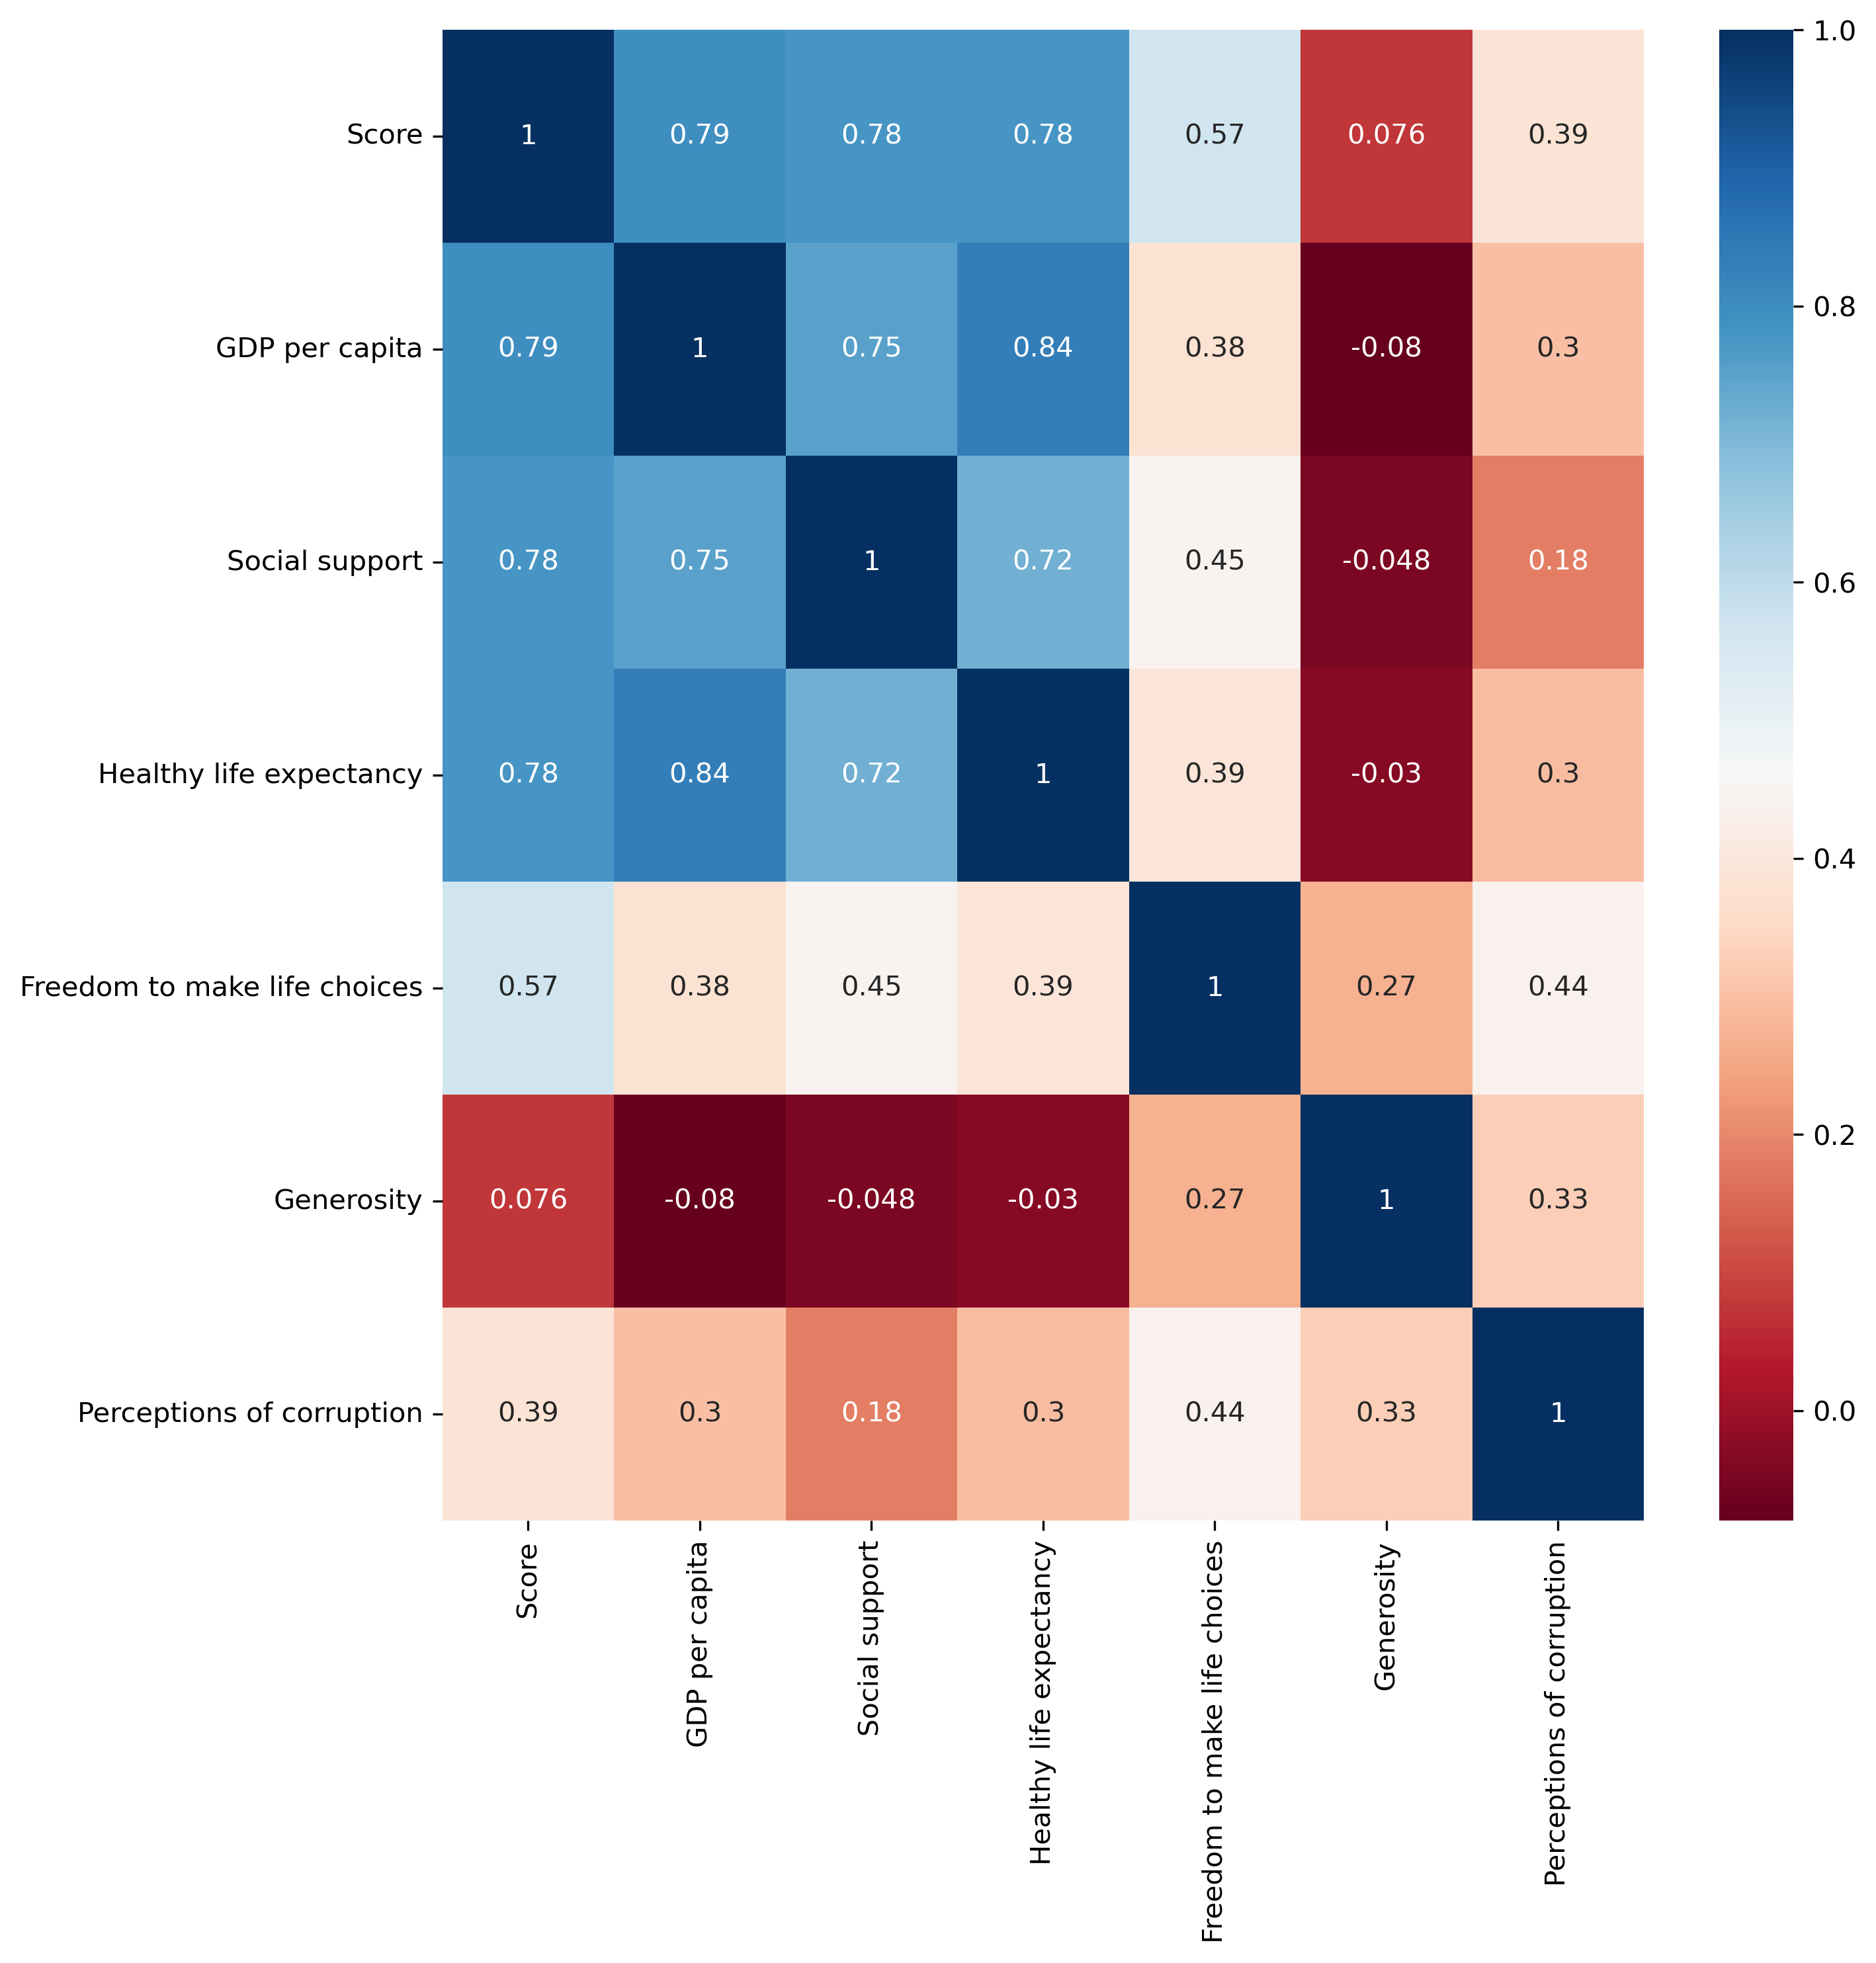 Score 1 0.79 0.78 0.78 0.57 0.076 0.39
GDP per capita 0.79 1 0.75 0.84 0.38 -0.08 0.3
Social support 0.78 0.75 1 0.72 0.45 -0.048 0.18
Healthy life expectancy 0.78 0.84 0.72 1 0.39 -0.03 0.3
Freedom to make life choices 0.57 0.38 0.45 0.39 1 0.27 0.44
Generosity 0.076 -0.08 -0.048 -0.03 0.27 1 0.33
Perceptions of corruption 0.39 0.3 0.18 0.3 0.44 0.33 1
Score
GDP per capita
Social support
Healthy life expectancy
Freedom to make life choices
Generosity
Perceptions of corruption
1.0
0.8
0.6
0.4
0.2
0.0